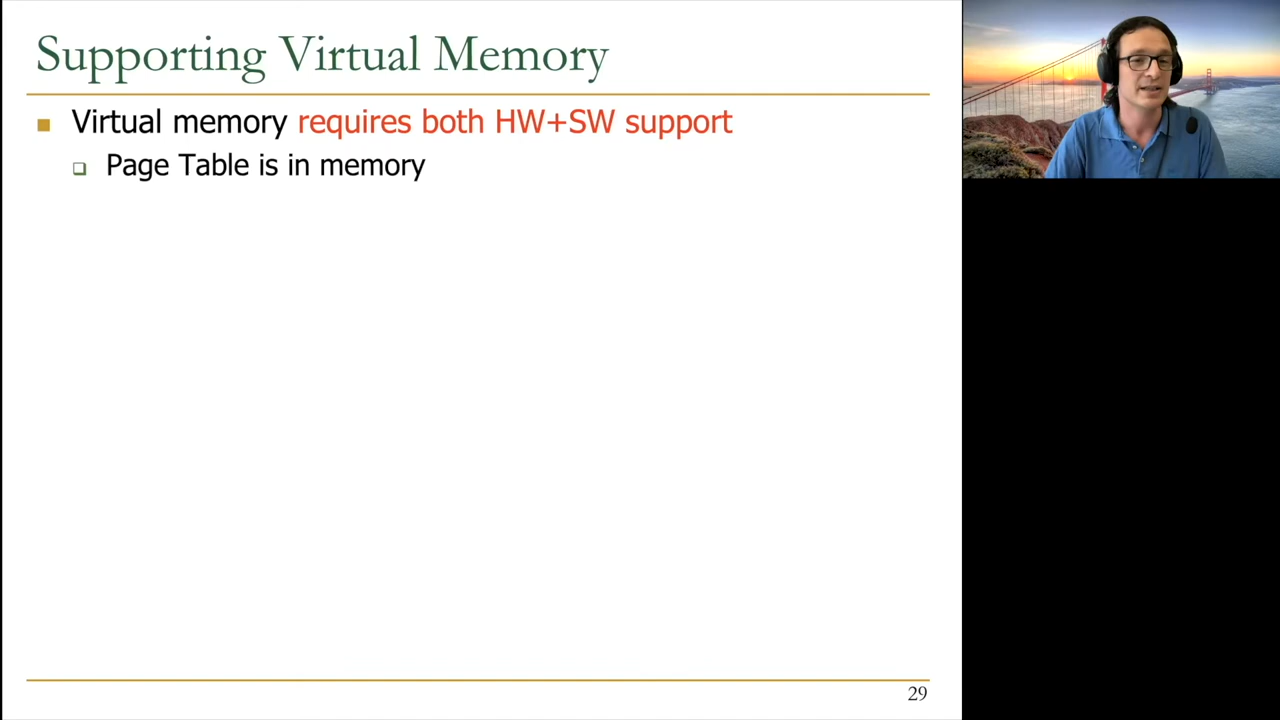 Supporting Virtual Memory
Virtual memory requires both HW+SW support
Page Table is in memory
29